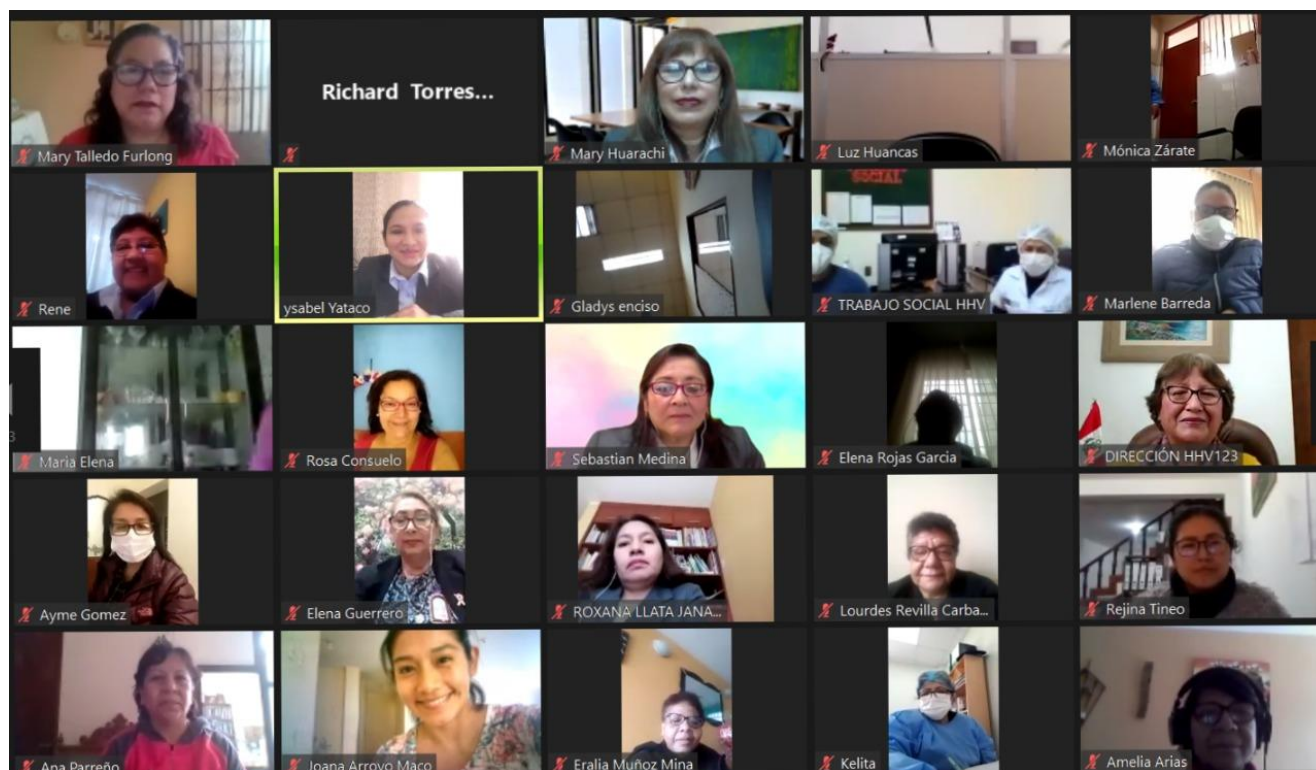 Mary Talledo Furlong
Richard Torres...
Mary Huarachi
Luz Huancas
Mónica Zárate
Rene
ysabel Yataco
Gladys enciso
SOCIAL
TRABAJO SOCIAL HHV
Marlene Barreda
Maria Elena
Rosa Consuelo
Sebastian Medina
Elena Rojas Garcia
DIRECCIÓN HHV123
Ayme Gomez
Elena Guerrero
ROXANA LLATA JANA...
Lourdes Revilla Carba...
Rejina Tineo
Ana Parreño
Joana Arroyo Maco
Eralia Muñoz Mina
Kelita
Amelia Arias